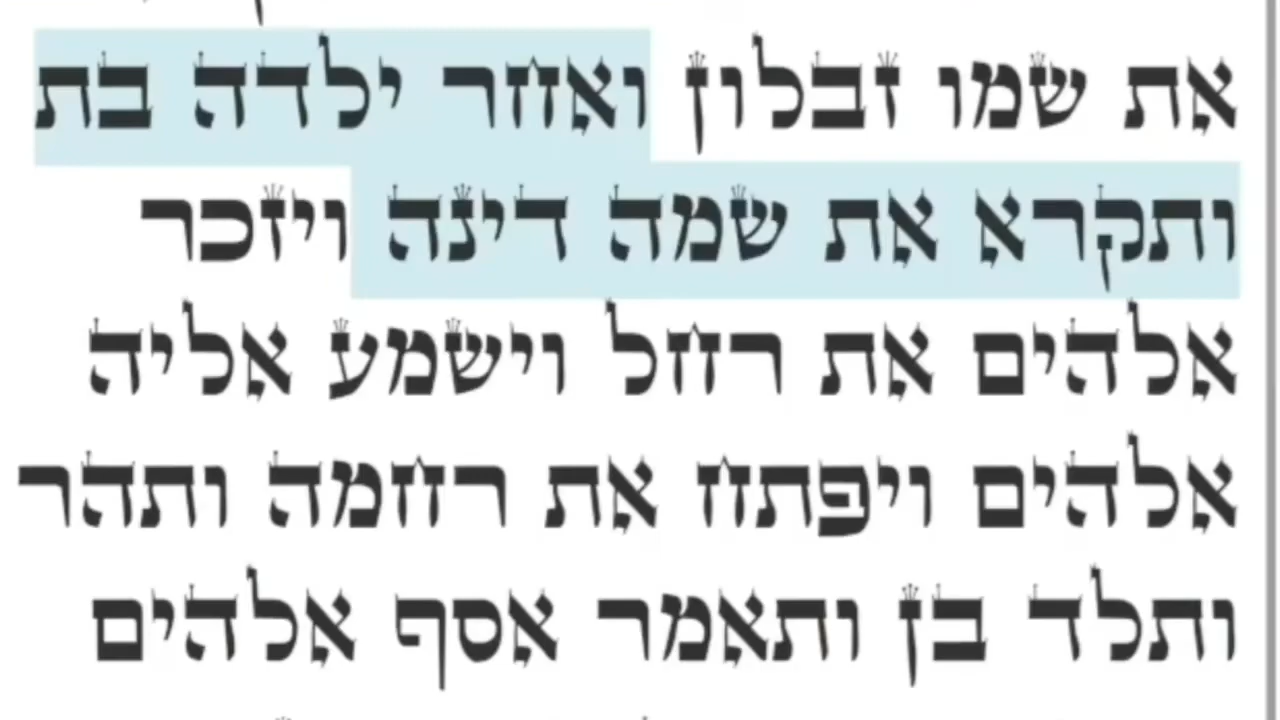 את שמו זבלון ואחר ילדה בת
ותקרא את שמה דינה ויזכר
אלהים את רחל וישמע אליה
אלהים ויפתח את רחמה ותהר
ותלד בן ותאמר אסף אלהים